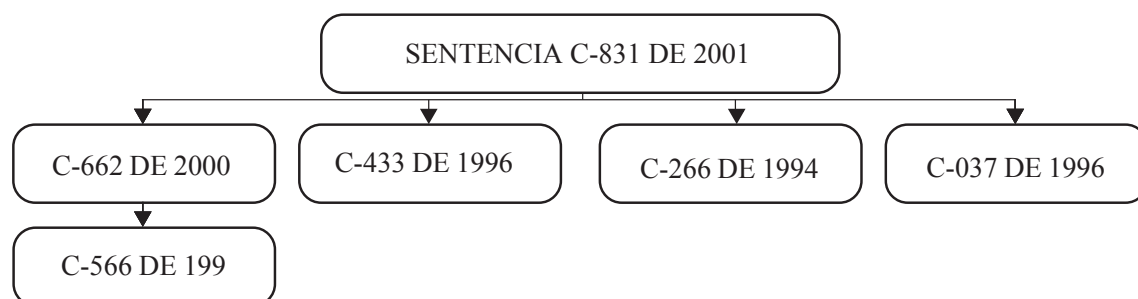 SENTENCIA C-831 DE 2001
C-662 DE 2000
C-433 DE 1996
C-266 DE 1994
C-037 DE 1996
C-566 DE 199